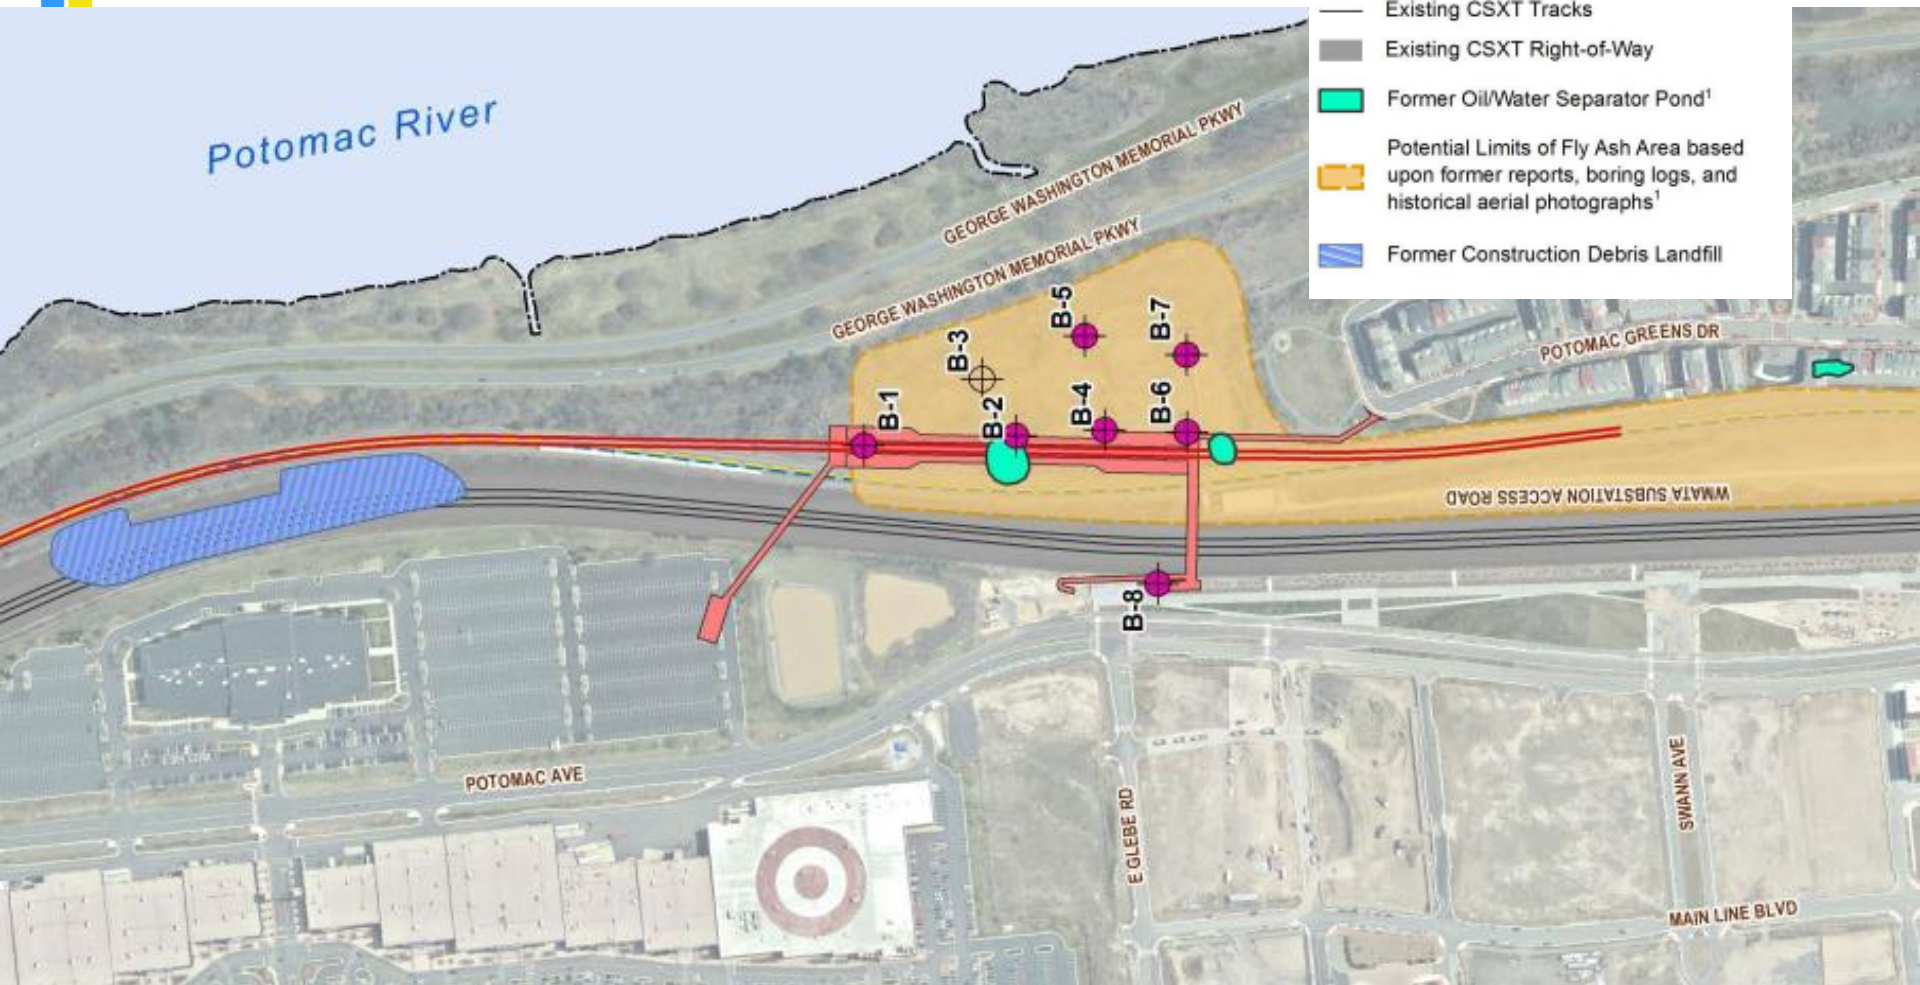 Existing CSXT Tracks
Existing CSXT Right-of-Way
Former Oil/Water Separator Pond¹
Potential Limits of Fly Ash Area based
upon former reports, boring logs, and
historical aerial photographs¹
Former Construction Debris Landfill
Potomac River
GEORGE WASHINGTON MEMORIAL PKWY
GEORGE WASHINGTON MEMORIAL PKWY
B-5
B-7
B-3
B-1
B-2
B-4
B-6
POTOMAC GREENS DR
WMATA SUBSTATION ACCESS ROAD
B-8
POTOMAC AVE
E GLEBE RD
SWANN AVE
MAIN LINE BLVD